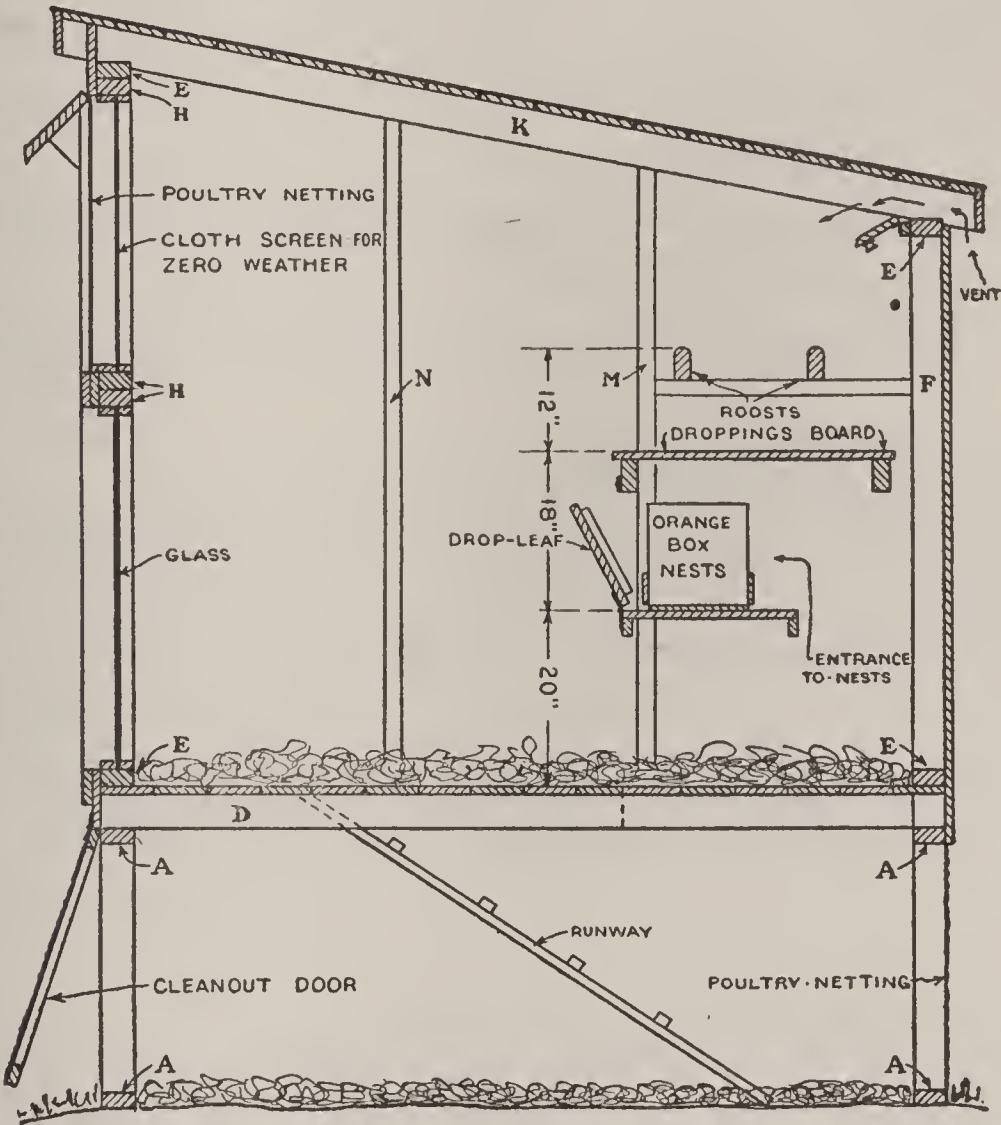 E
H
K
POULTRY NETTING
CLOTH SCREEN FOR
ZERO WEATHER
E
VENT
H
N
M
F
12"
ROOSTS
DROPPINGS BOARD
18"
ORANGE
BOX
NESTS
DROP-LEAF
GLASS
ENTRANCE
TO-NESTS
20"
E
E
D
A
A
RUNWAY
CLEANOUT DOOR
POULTRY-NETTING
A
A